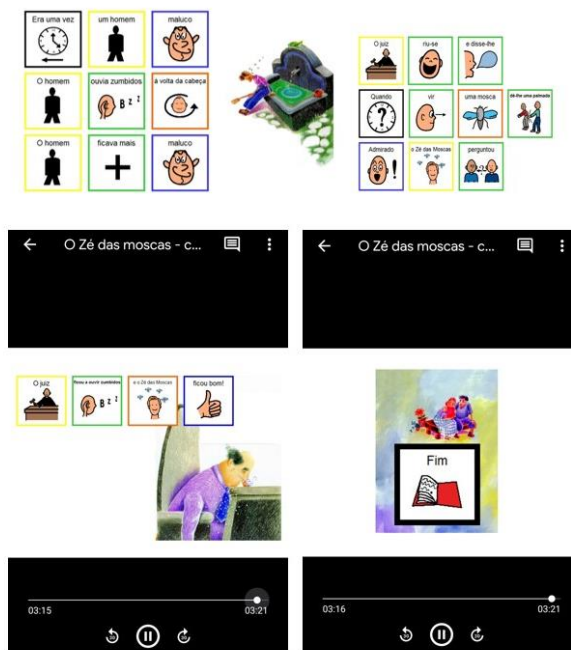 Era uma vez
um homem
maluco
O homem
ouvia zumbidos
à volta da cabeça
B z z
O homem
ficava mais
maluco
O juiz
riu-se
e disse-lhe
Quando
vir
uma mosca
dê-lhe uma palmada
Admirado
o Zé das Moscas
perguntou
O Zé das moscas - c...
O juiz
ficou a ouvir zumbidos
e o Zé das Moscas
ficou bom!
B z z
03:15
03:21
O Zé das moscas - c...
Fim
03:16
03:21